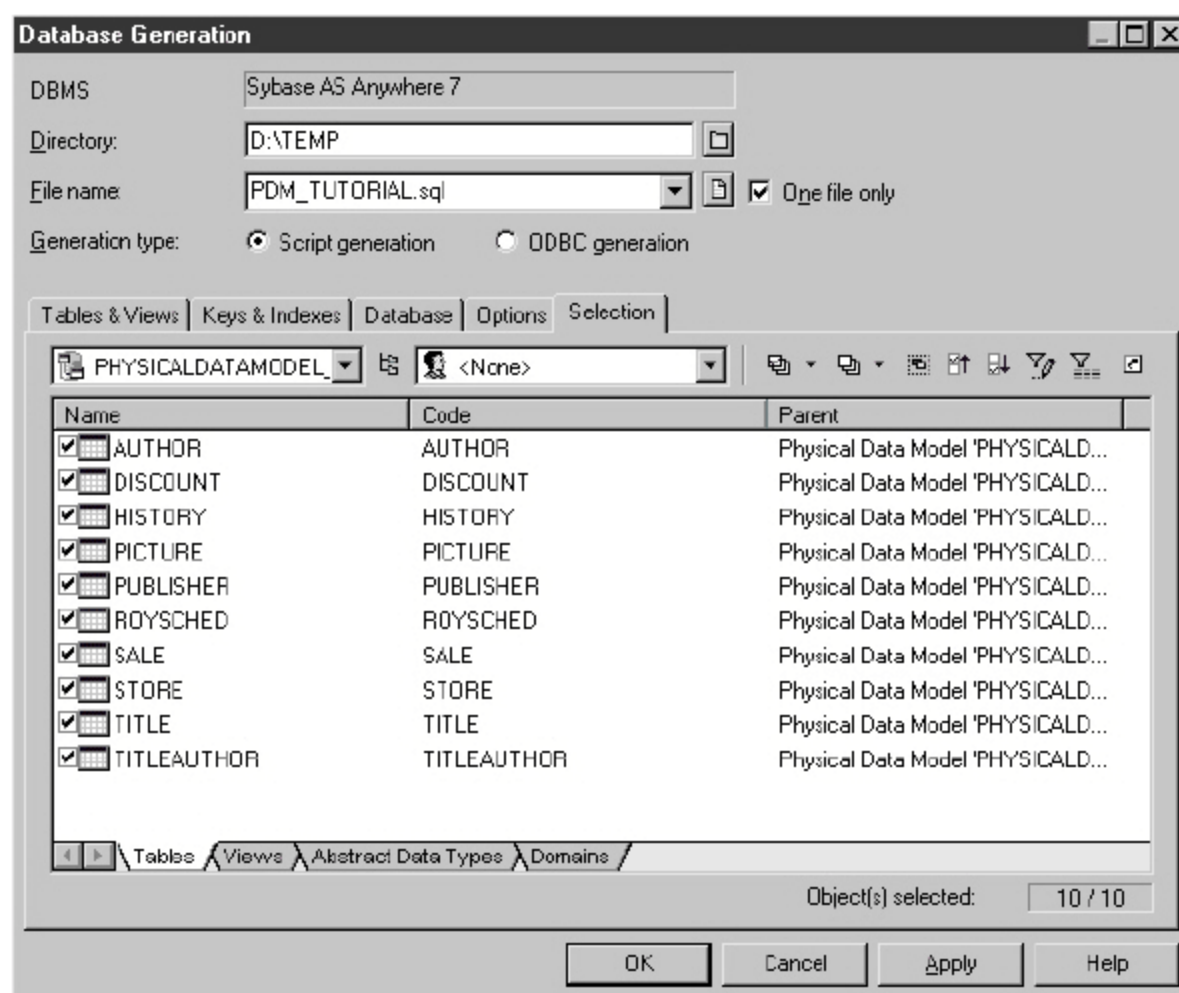 Database Generation
DBMS Sybase AS Anywhere 7
Directory: D:\TEMP
File name: PDM_TUTORIAL.sql One file only
Generation type: Script generation ODBC generation
Tables & Views Keys & Indexes Database Options Selection
PHYSICALDATAMODEL_ <None>
Name Code Parent
AUTHOR AUTHOR Physical Data Model 'PHYSICALD...
DISCOUNT DISCOUNT Physical Data Model 'PHYSICALD...
HISTORY HISTORY Physical Data Model 'PHYSICALD...
PICTURE PICTURE Physical Data Model 'PHYSICALD...
PUBLISHER PUBLISHER Physical Data Model 'PHYSICALD...
ROYSCHED ROYSCHED Physical Data Model 'PHYSICALD...
SALE SALE Physical Data Model 'PHYSICALD...
STORE STORE Physical Data Model 'PHYSICALD...
TITLE TITLE Physical Data Model 'PHYSICALD...
TITLEAUTHOR TITLEAUTHOR Physical Data Model 'PHYSICALD...
Tables Views Abstract Data Types Domains
Object(s) selected: 10 / 10
OK Cancel Apply Help